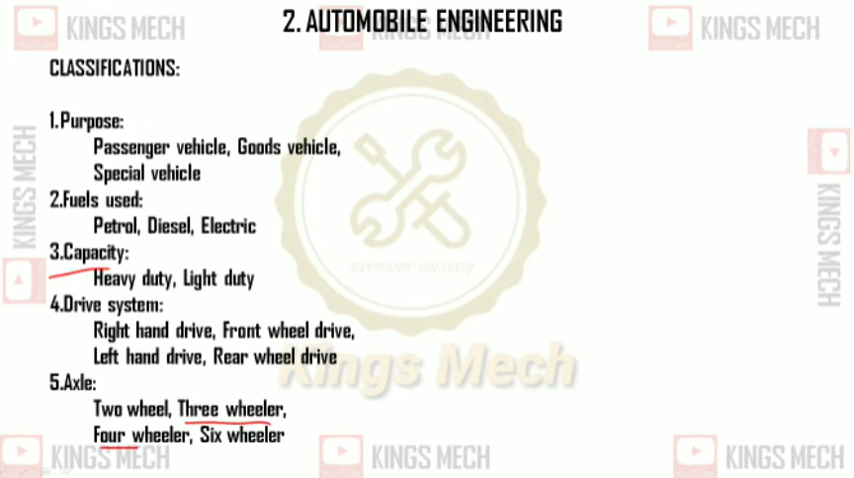 2. AUTOMOBILE ENGINEERING
KINGS MECH
KINGS MECH
KINGS MECH
CLASSIFICATIONS:
1.Purpose:
Passenger vehicle, Goods vehicle,
Special vehicle
2.Fuels used:
Petrol, Diesel, Electric
3.Capacity:
Heavy duty, Light duty
4.Drive system:
Right hand drive, Front wheel drive,
Left hand drive, Rear wheel drive
5.Axle:
Two wheel, Three wheeler,
Four wheeler, Six wheeler
KINGS MECH
KINGS MECH
Kings Mech
KINGS MECH
KINGS MECH
KINGS MECH